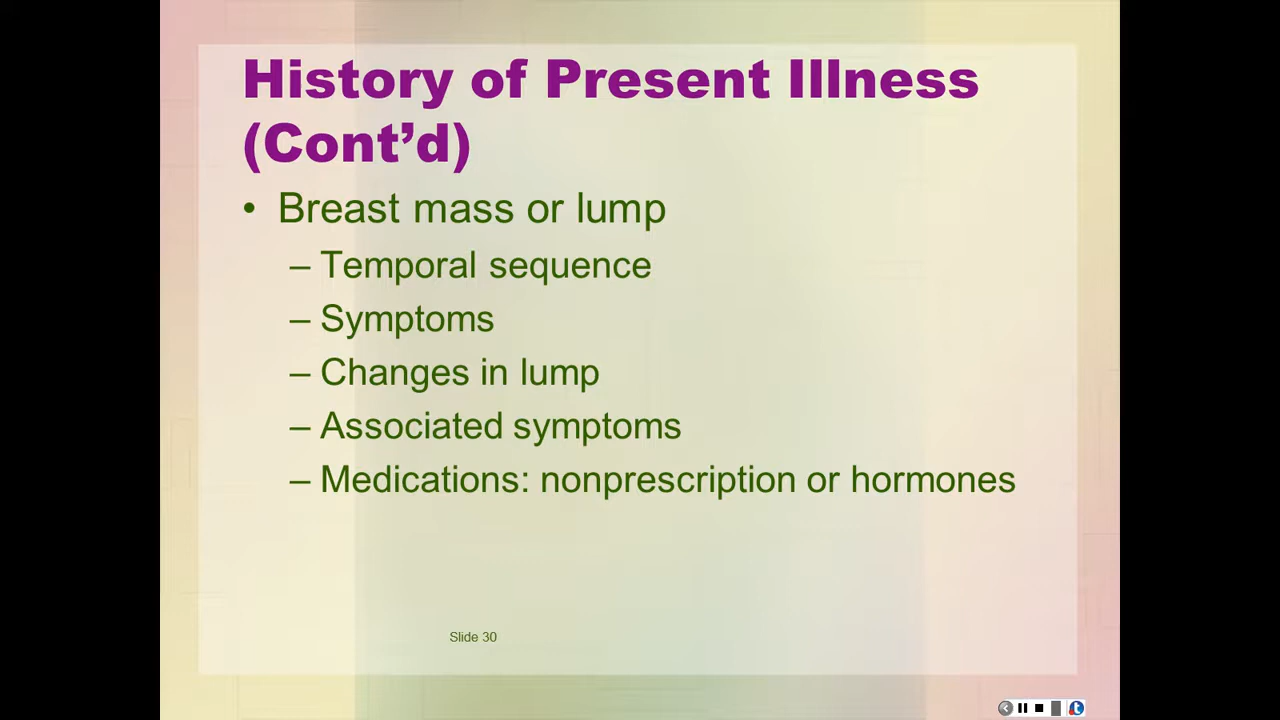 History of Present Illness
(Cont’d)
• Breast mass or lump
– Temporal sequence
– Symptoms
– Changes in lump
– Associated symptoms
– Medications: nonprescription or hormones
Slide 30